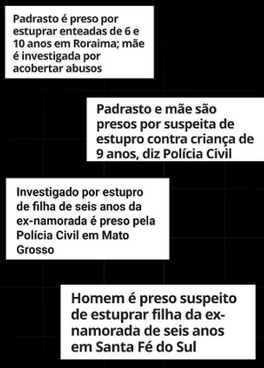 Padrasto é preso por
estuprar enteadas de 6 e
10 anos em Roraima; mãe
é investigada por
acobertar abusos
Padrasto e mãe são
presos por suspeita de
estupro contra criança de
9 anos, diz Polícia Civil
Investigado por estupro
de filha de seis anos da
ex-namorada é preso pela
Polícia Civil em Mato
Grosso
Homem é preso suspeito
de estuprar filha da ex-
namorada de seis anos
em Santa Fé do Sul